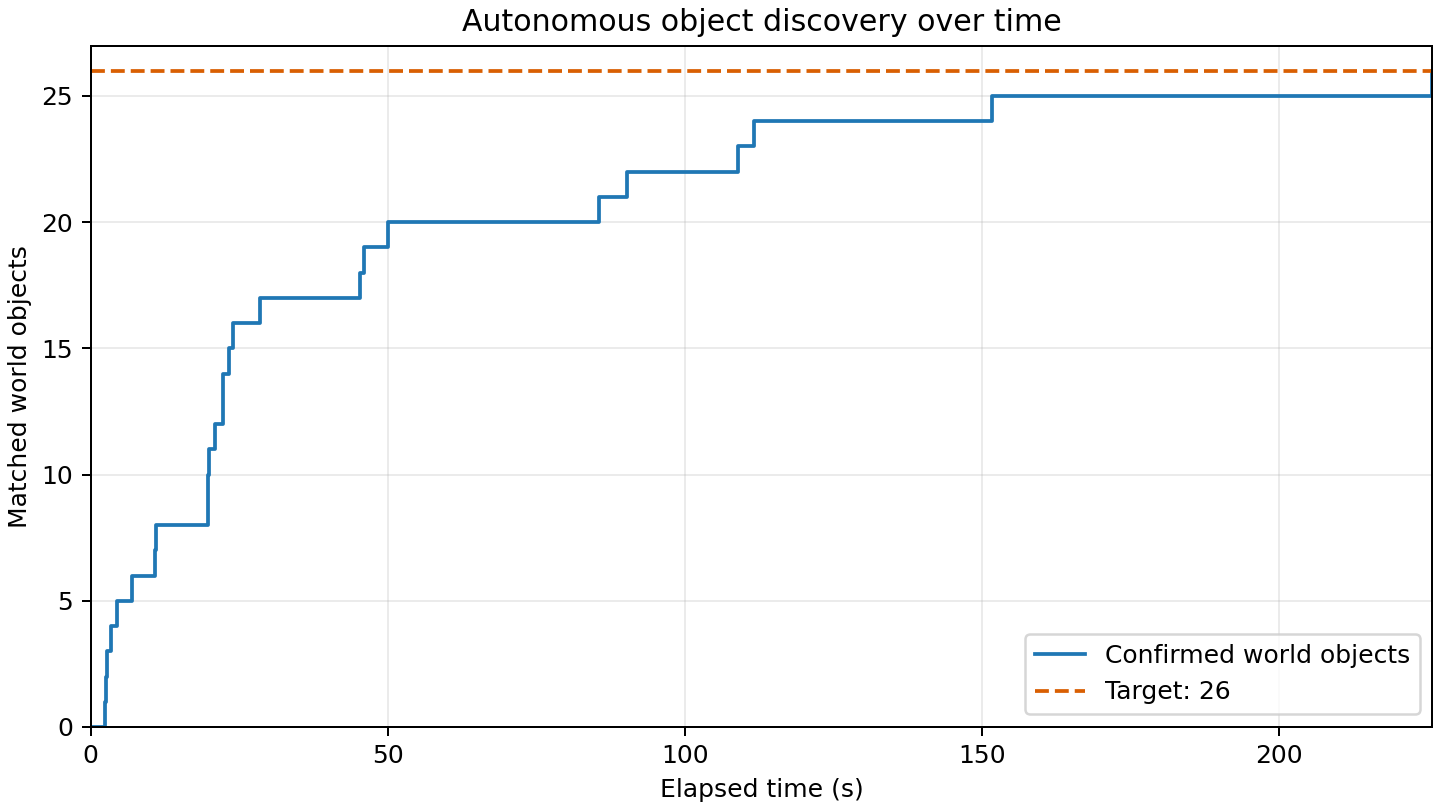 Autonomous object discovery over time
Matched world objects
25
20
15
10
5
0
0 50 100 150 200
Elapsed time (s)
Confirmed world objects
Target: 26